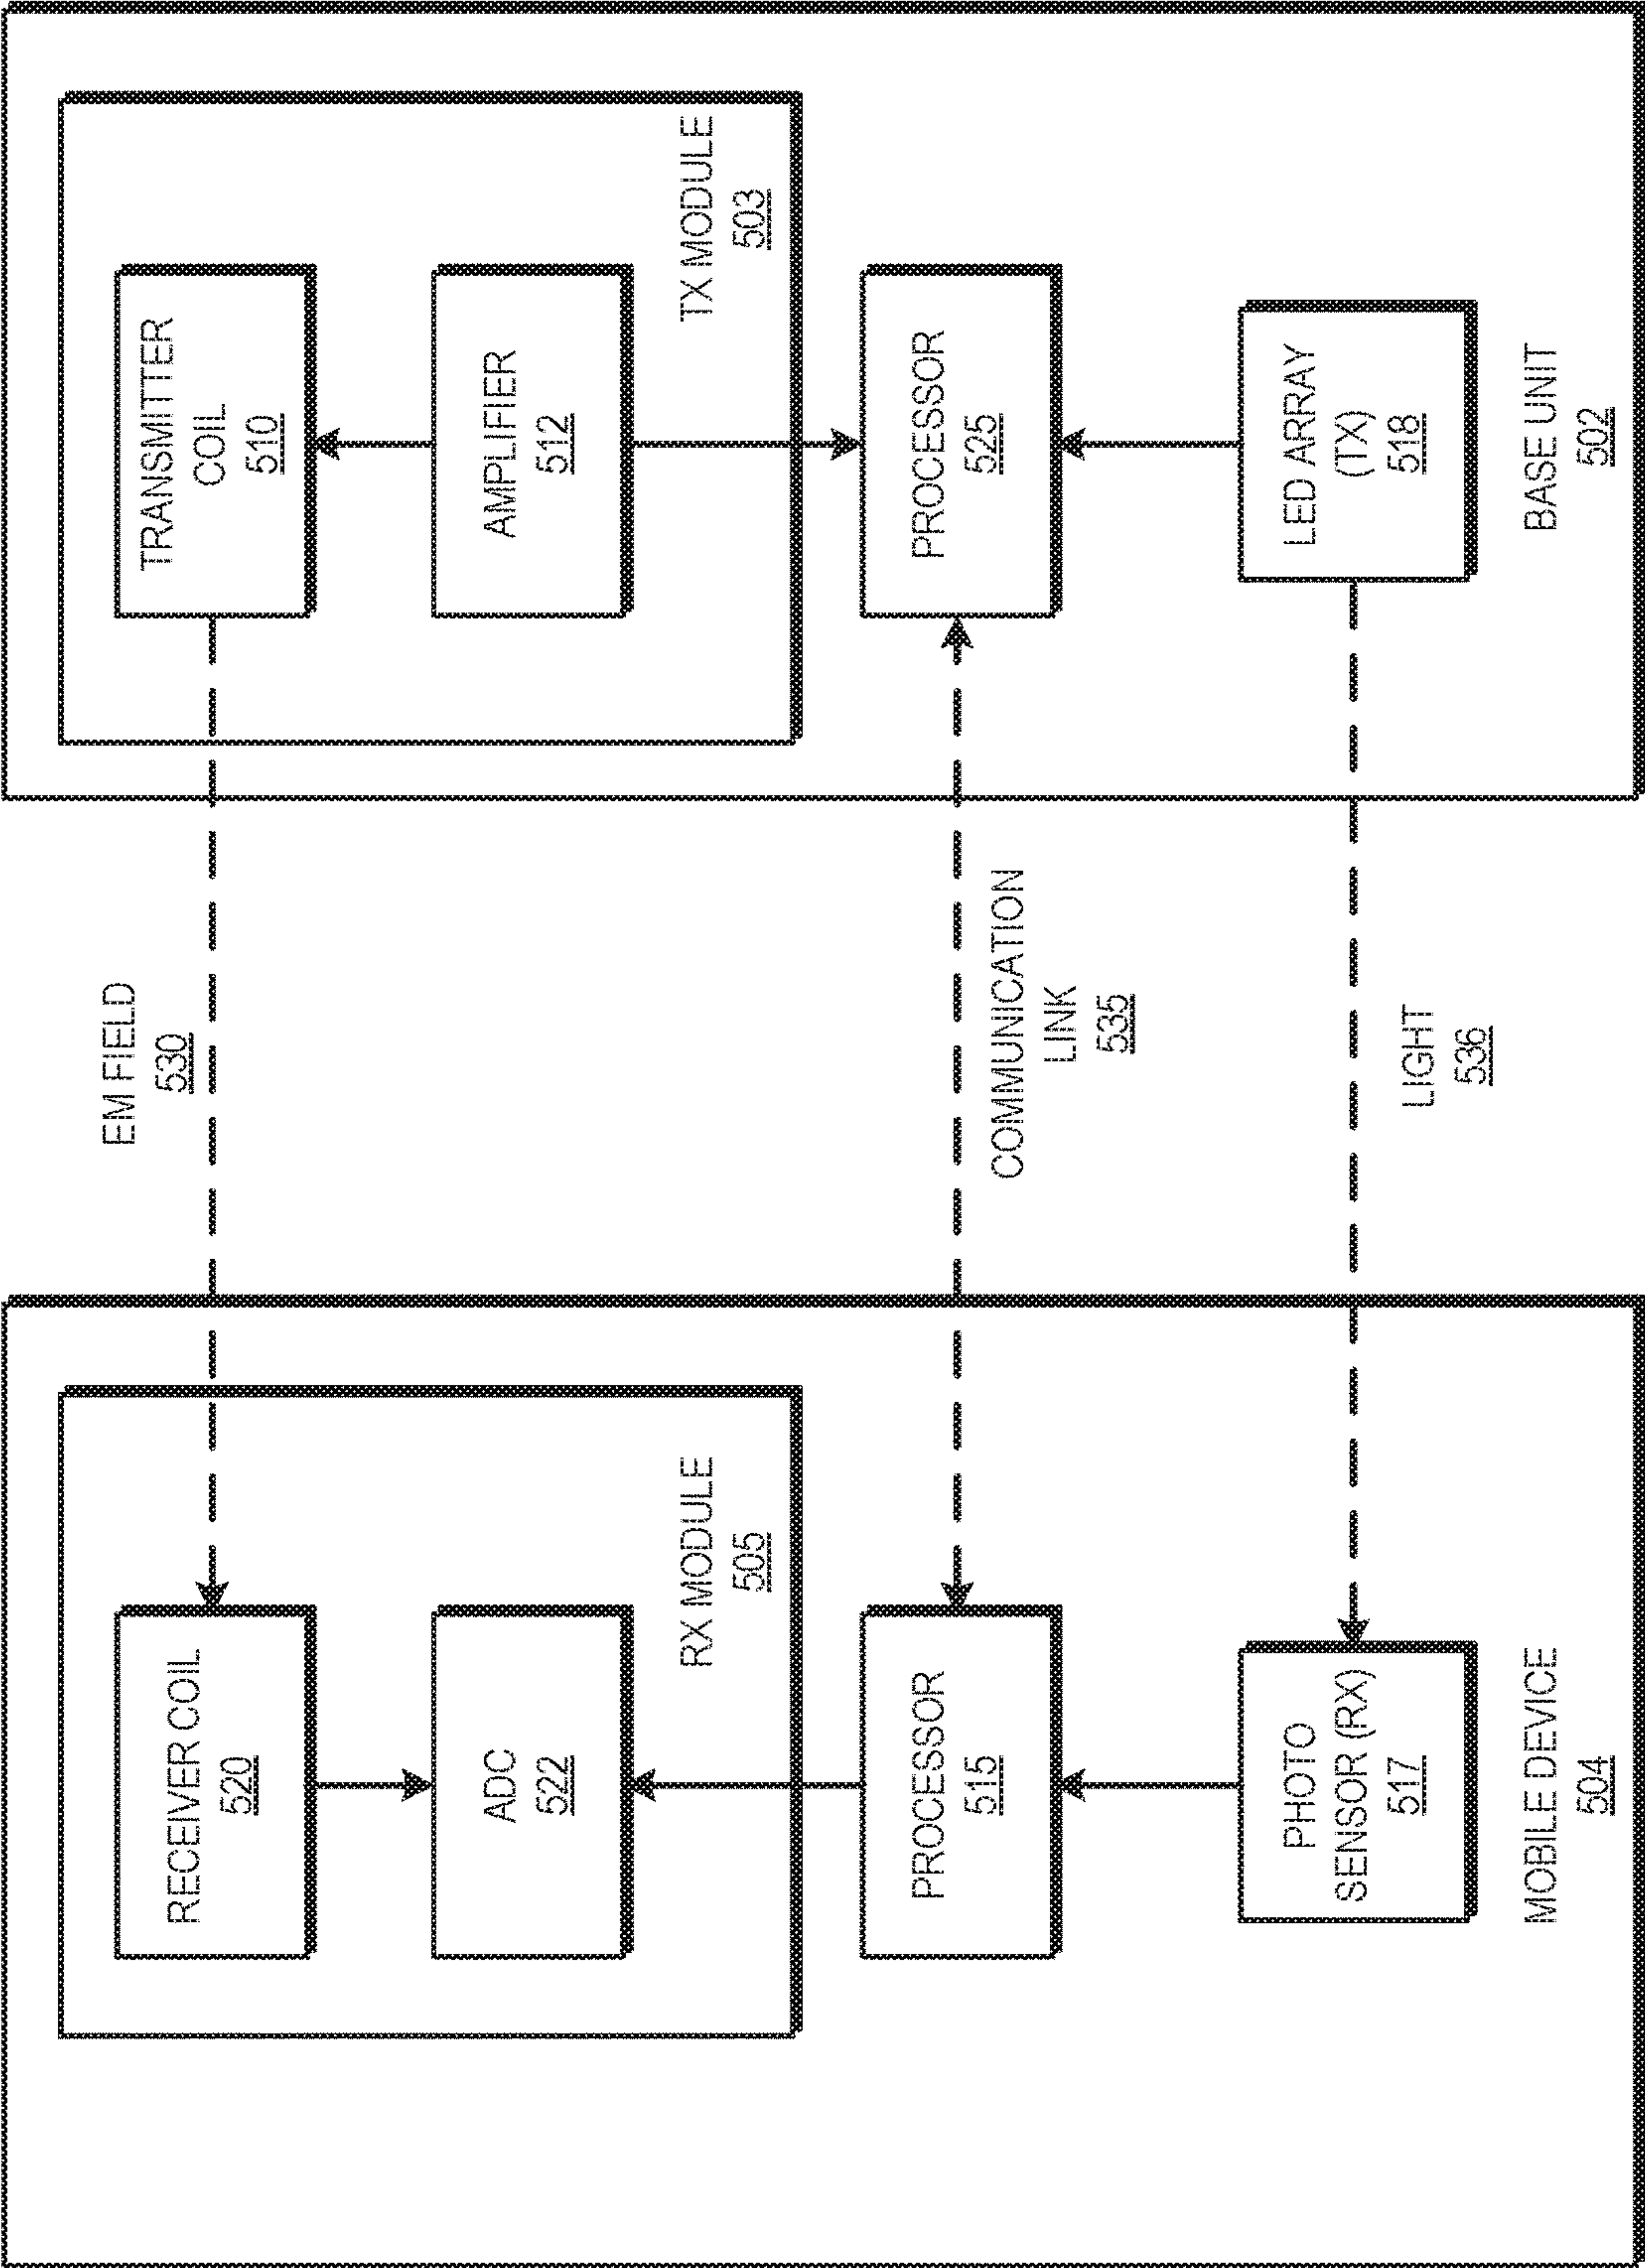 RECEIVER COIL
520
ADC
522
RX MODULE
505
PROCESSOR
515
PHOTO
SENSOR (RX)
517
MOBILE DEVICE
504
EM FIELD
530
COMMUNICATION
LINK
535
LIGHT
536
TRANSMITTER
COIL
510
AMPLIFIER
512
TX MODULE
503
PROCESSOR
525
LED ARRAY
(TX)
518
BASE UNIT
502